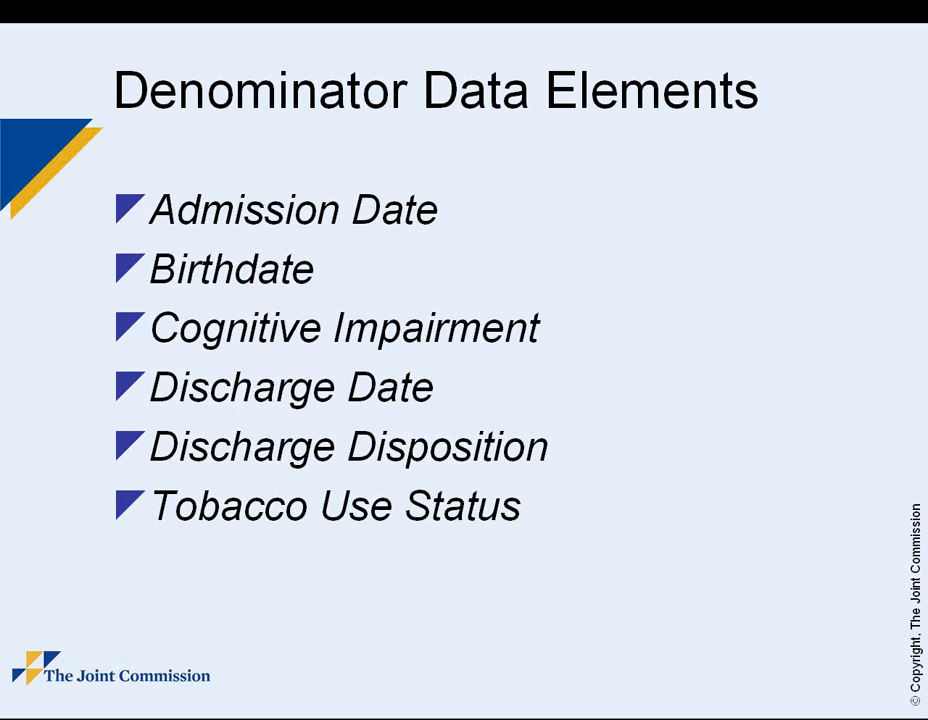 Denominator Data Elements
Admission Date
Birthdate
Cognitive Impairment
Discharge Date
Discharge Disposition
Tobacco Use Status
The Joint Commission
© Copyright, The Joint Commission